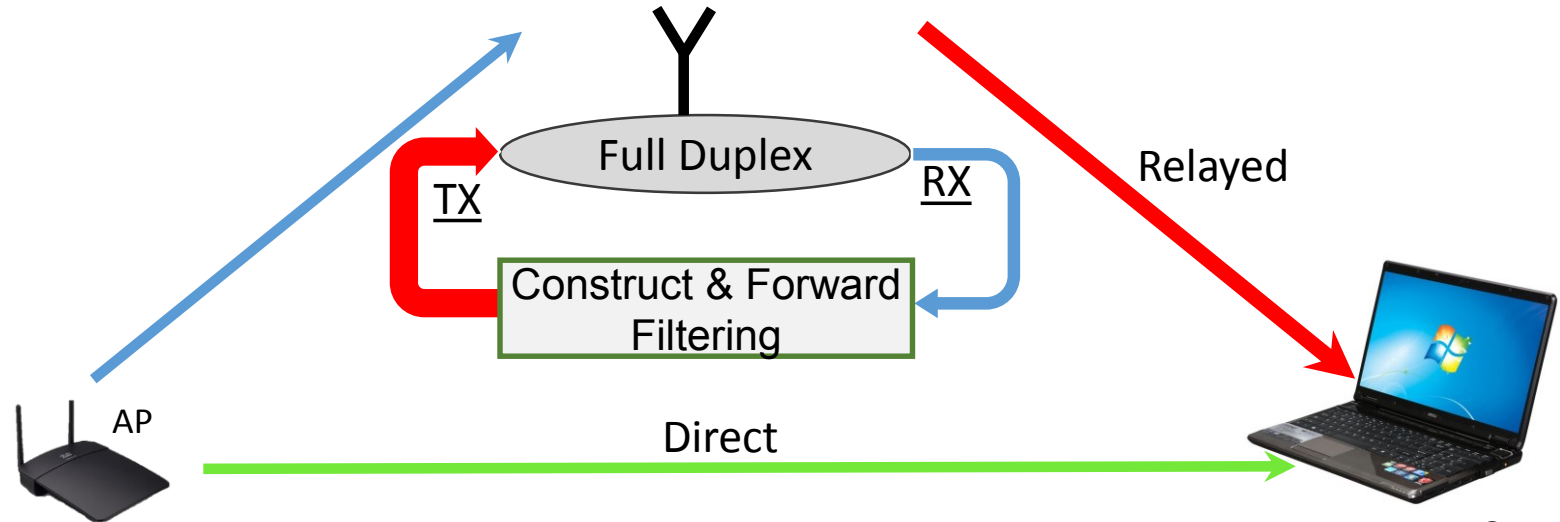 Full Duplex
TX
RX
Relayed
Construct & Forward
Filtering
AP
Direct